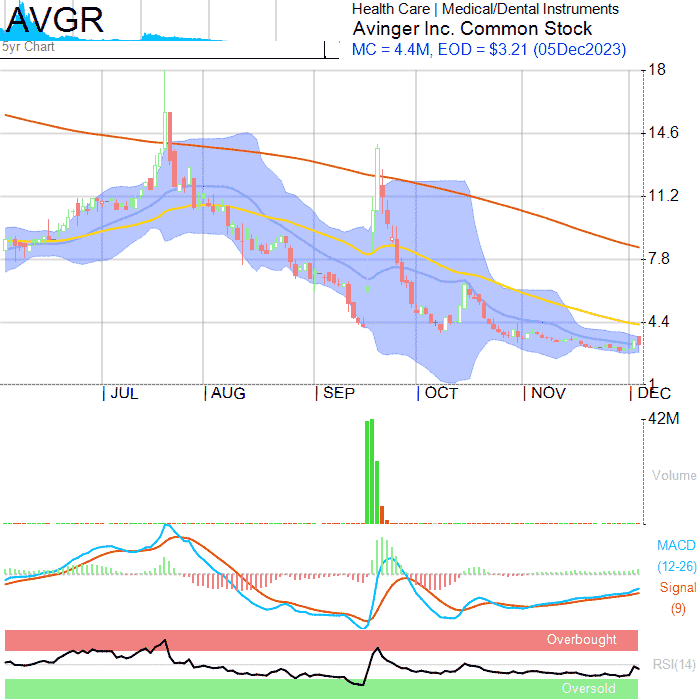 AVGR
5yr Chart
Health Care | Medical/Dental Instruments
Avinger Inc. Common Stock
MC = 4.4M, EOD = $3.21 (05Dec2023)
18
14.6
11.2
7.8
4.4
1
JUL AUG SEP OCT NOV DEC
42M
Volume
MACD
(12-26)
Signal
(9)
Overbought
RSI(14)
Oversold